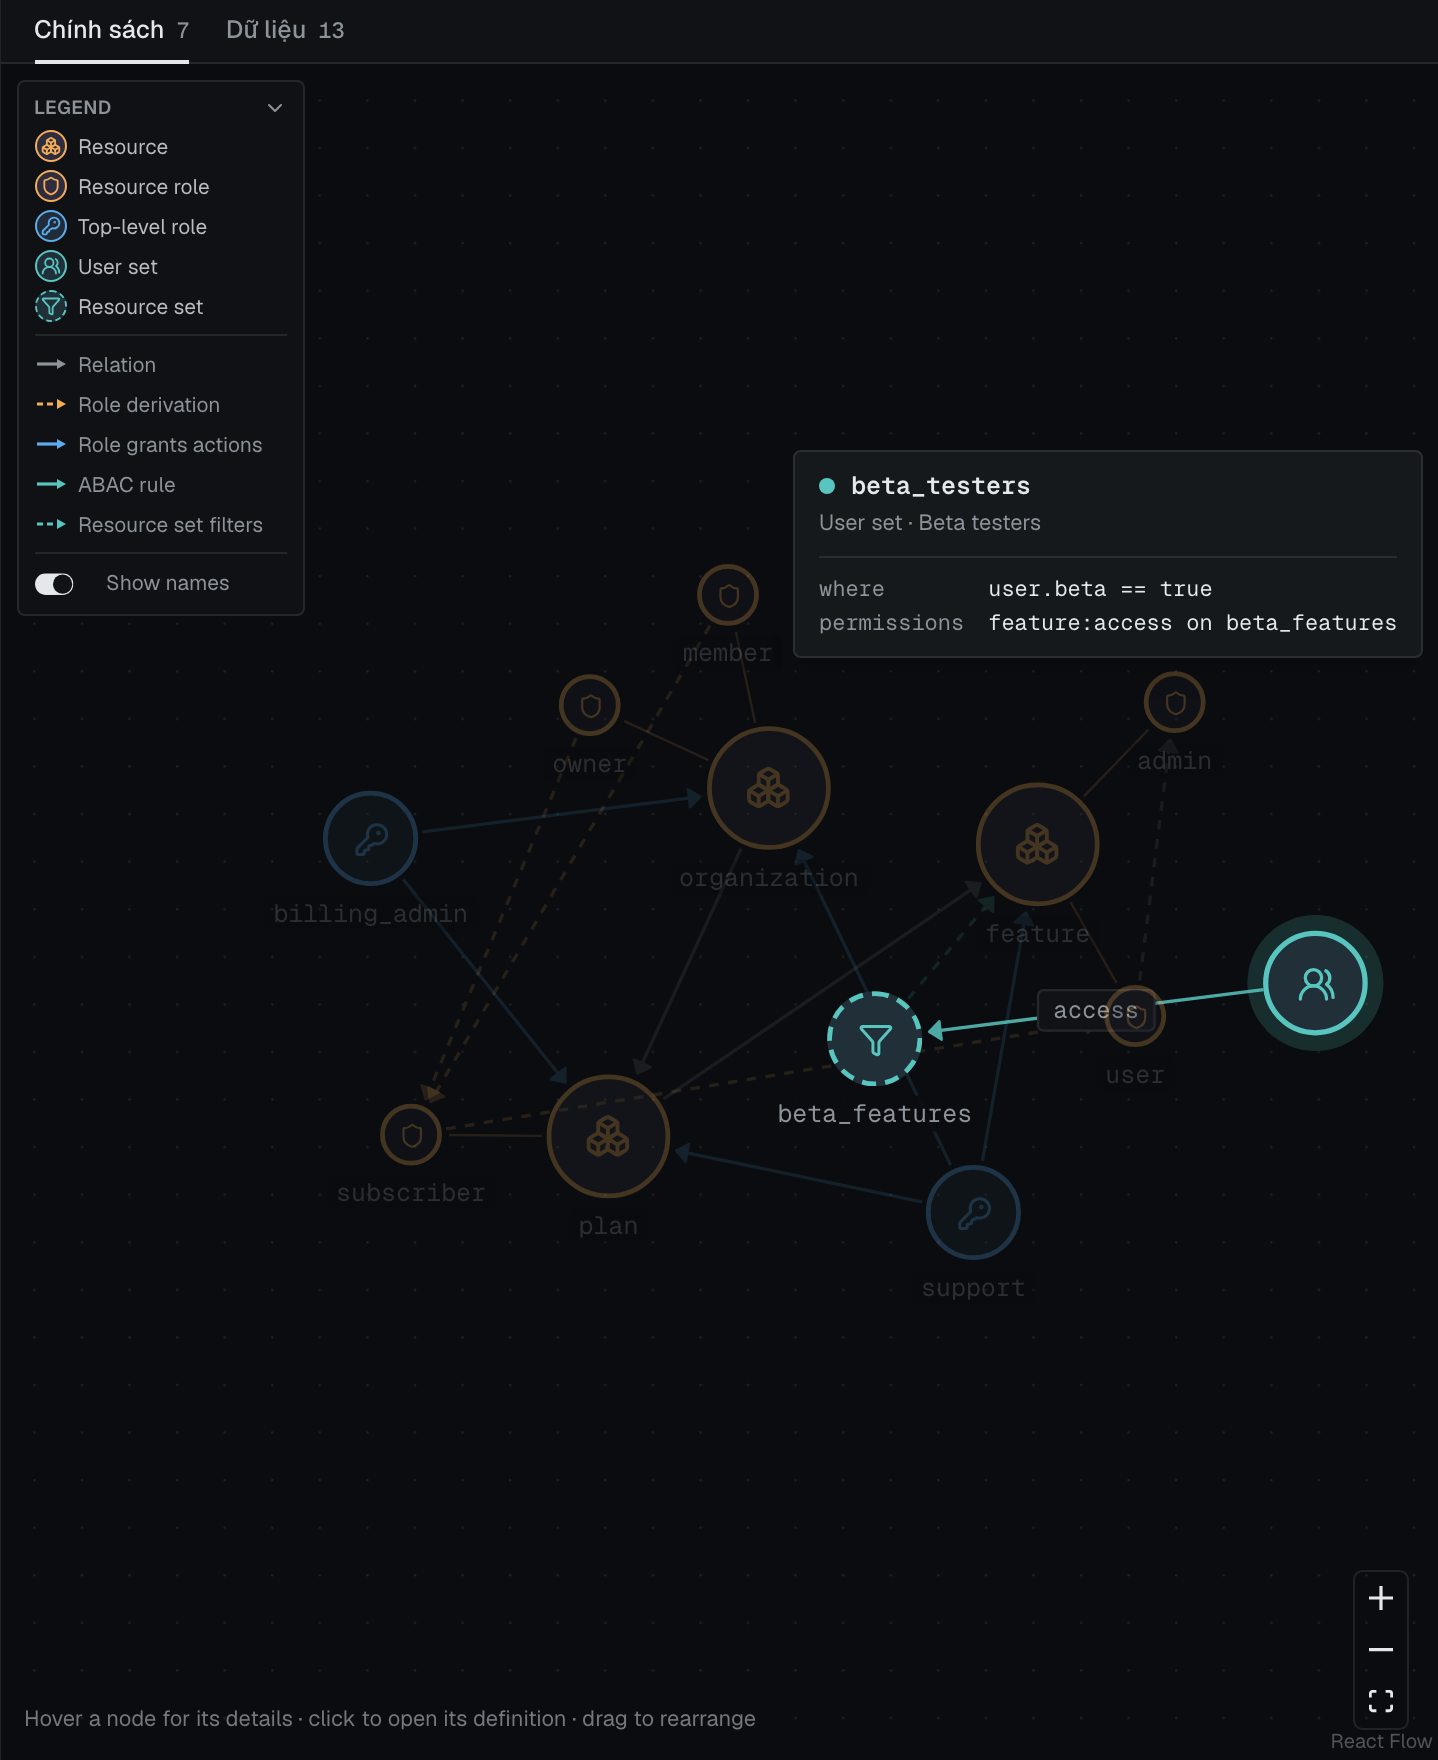 Chính sách 7 Dữ liệu 13
LEGEND
Resource
Resource role
Top-level role
User set
Resource set
Relation
Role derivation
Role grants actions
ABAC rule
Resource set filters
Show names
beta_testers
User set · Beta testers
where user.beta == true
permissions feature:access on beta_features
member
owner
admin
organization
billing_admin
feature
access
user
beta_features
subscriber
plan
support
Hover a node for its details · click to open its definition · drag to rearrange
React Flow